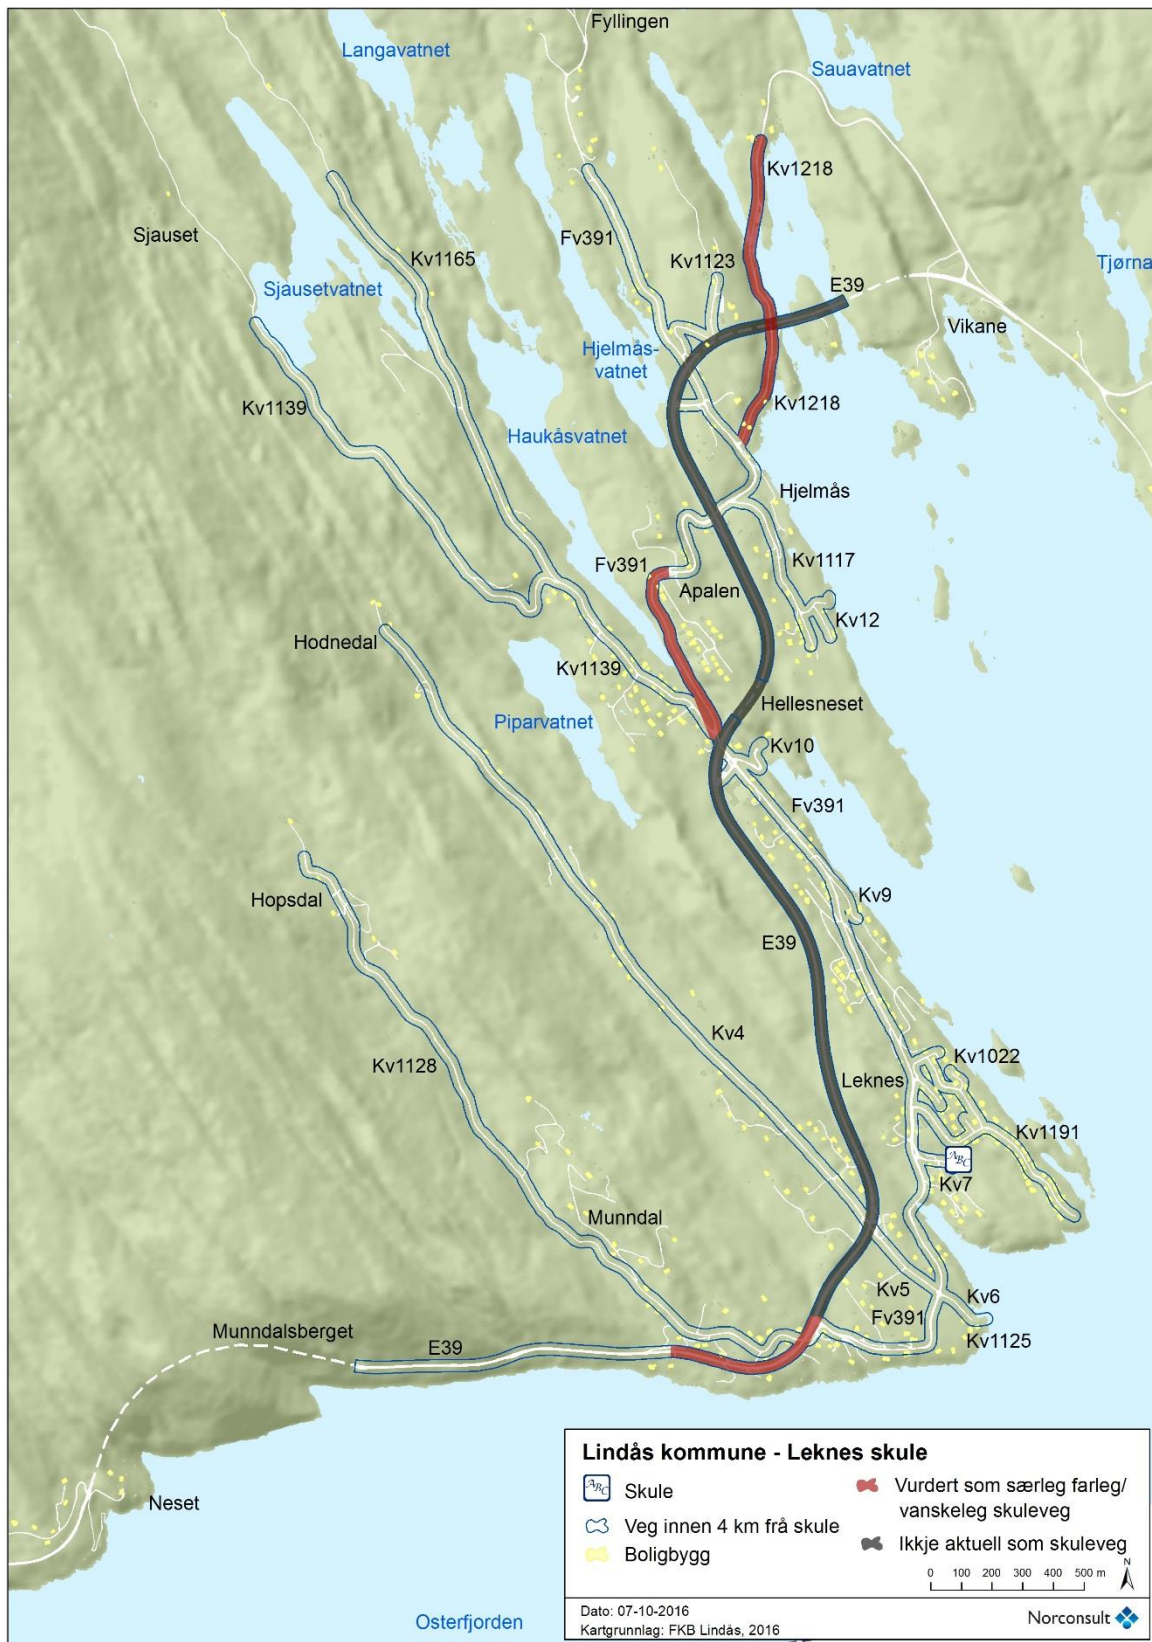 Fyllingen
Langavatnet
Sauavatnet
Kv1218
Sjauset
Fv391
Kv1165
Kv1123
Tjørna
Sjausetvatnet
E39
Vikane
Hjelmås-
vatnet
Kv1139
Kv1218
Haukåsvatnet
Hjelmås
Kv1117
Fv391
Apalen
Kv12
Hodnedal
Kv1139
Hellesneset
Piparvatnet
Kv10
Fv391
Kv9
Hopsdal
E39
Kv4
Kv1022
Kv1128
Leknes
Kv1191
ABC
Kv7
Munndal
Kv5
Kv6
Fv391
Munndalsberget
Kv1125
E39
Neset
Osterfjorden
Lindås kommune - Leknes skule
ABC
Skule
Veg innen 4 km frå skule
Boligbygg
Vurdert som særleg farleg/
vanskeleg skuleveg
Ikkje aktuell som skuleveg
N
0 100 200 300 400 500 m
Dato: 07-10-2016
Kartgrunnlag: FKB Lindås, 2016
Norconsult